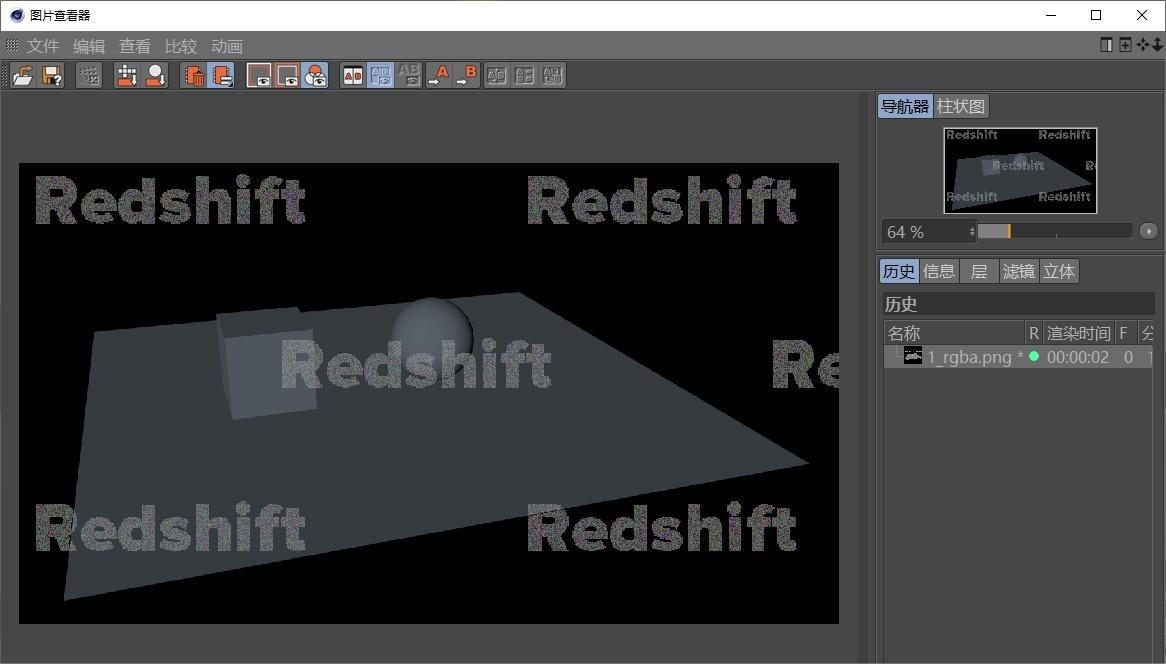 图片查看器
文件 编辑 查看 比较 动画
导航器 柱状图
Redshift Redshift
Redshift Re
Redshift Redshift
64 %
历史 信息 层 滤镜 立体
历史
名称 R 渲染时间 F 分
1_rgba.png * 00:00:02 0 1
Redshift Redshift
Redshift Re
Redshift Redshift